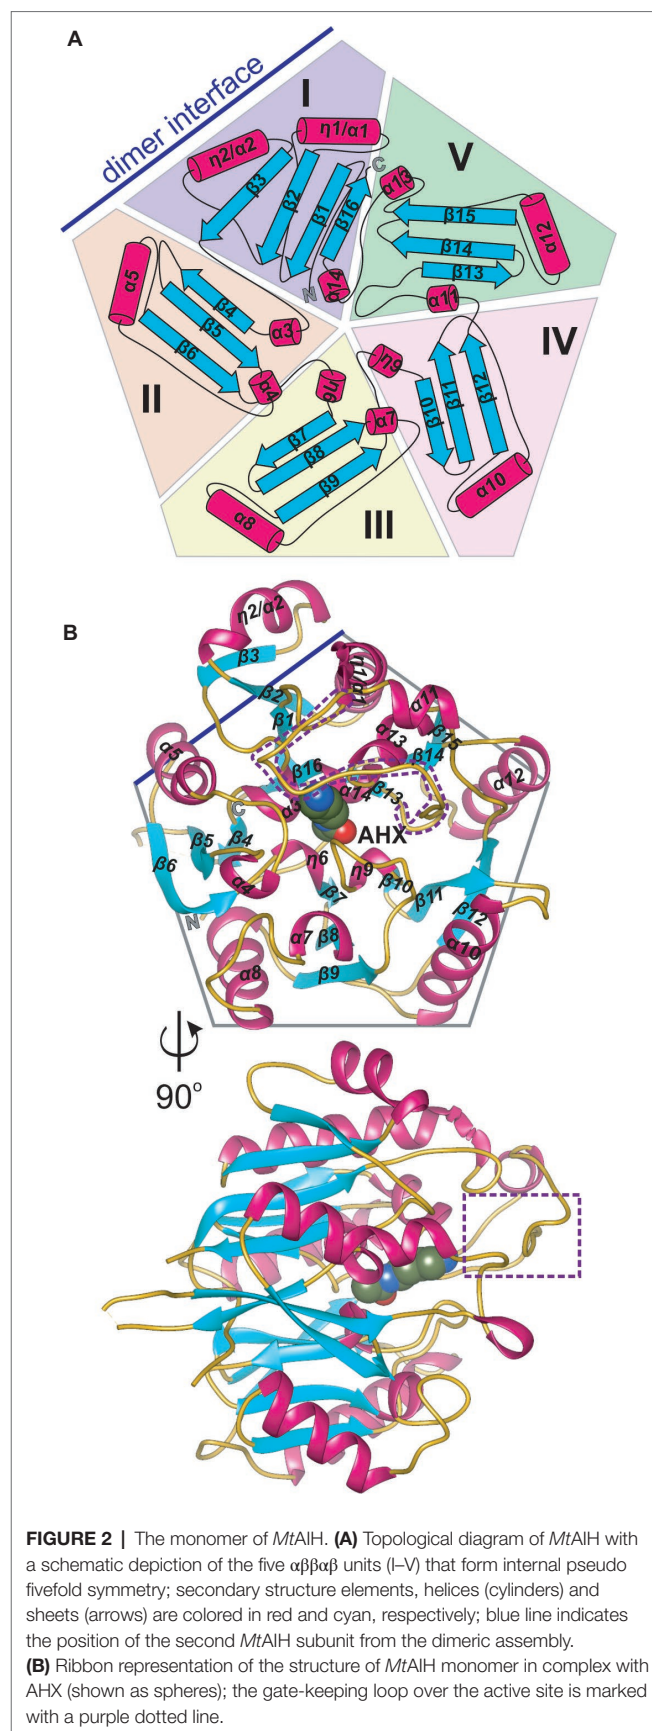 A
dimer interface
I
η1/α1
η2/α2
β3
β2
β1
β16
C
N
α14
V
α13
β15
β14
β13
α12
α11
II
α5
β4
β5
β6
α3
α4
IV
η9
β10
β11
β12
α10
III
η6
α7
β7
β8
β9
α8
B
η2/α2
β3
β2
β1
η1/α1
α11
α5
β16
α13
β15
β14
α12
C
α3
α14
β13
AHX
β6
β5
β4
α4
η6
η9
β10
N
β7
β11
β12
α7
β8
α8
β9
α10
90°
FIGURE 2 | The monomer of MtAIH. (A) Topological diagram of MtAIH with
a schematic depiction of the five αββαβ units (I–V) that form internal pseudo
fivefold symmetry; secondary structure elements, helices (cylinders) and
sheets (arrows) are colored in red and cyan, respectively; blue line indicates
the position of the second MtAIH subunit from the dimeric assembly.
(B) Ribbon representation of the structure of MtAIH monomer in complex with
AHX (shown as spheres); the gate-keeping loop over the active site is marked
with a purple dotted line.